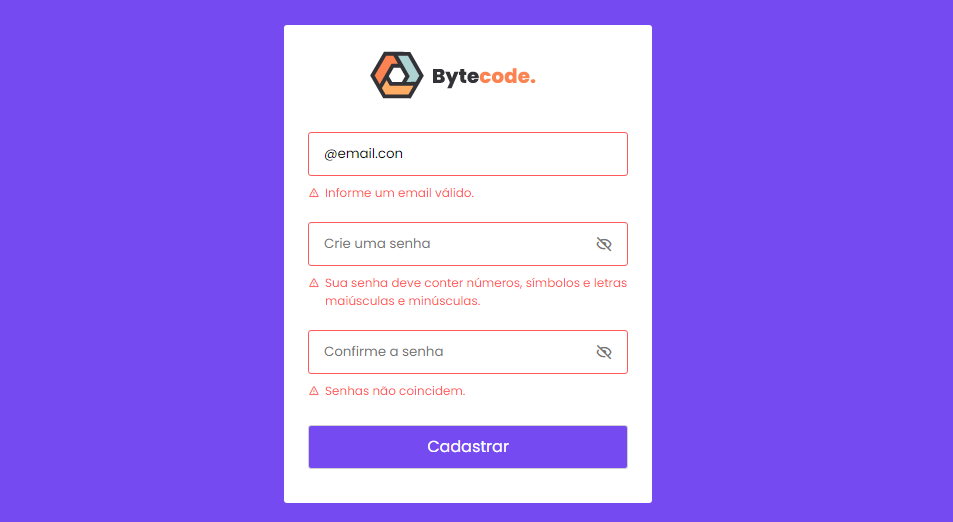 Bytecode.
@email.con
Informe um email válido.
Crie uma senha
Sua senha deve conter números, símbolos e letras
maiúsculas e minúsculas.
Confirme a senha
Senhas não coincidem.
Cadastrar